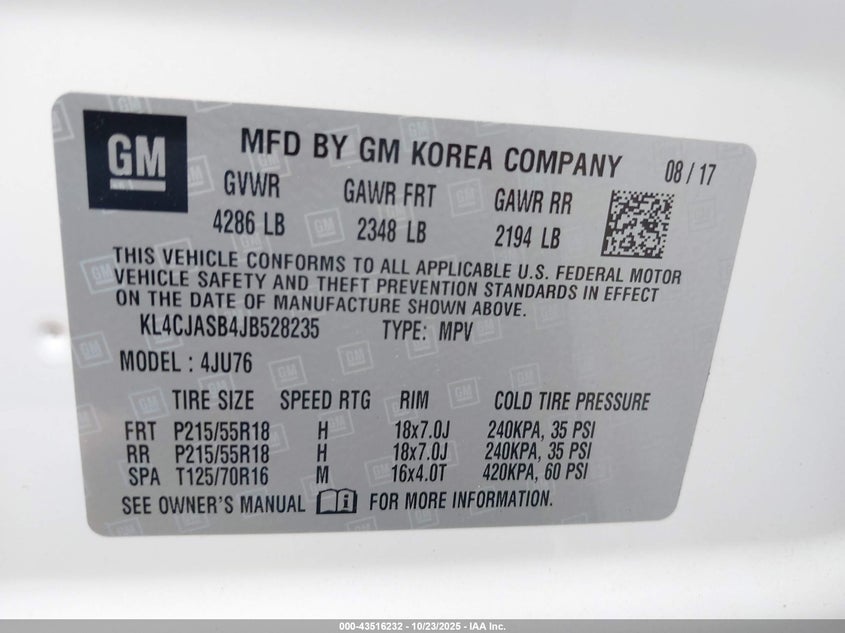 GM
MFD BY GM KOREA COMPANY 08 / 17
GVWR GAWR FRT GAWR RR
4286 LB 2348 LB 2194 LB
THIS VEHICLE CONFORMS TO ALL APPLICABLE U.S. FEDERAL MOTOR
VEHICLE SAFETY AND THEFT PREVENTION STANDARDS IN EFFECT
ON THE DATE OF MANUFACTURE SHOWN ABOVE.
KL4CJASB4JB528235 TYPE: MPV
MODEL : 4JU76
TIRE SIZE SPEED RTG RIM COLD TIRE PRESSURE
FRT P215/55R18 H 18x7.0J 240KPA, 35 PSI
RR P215/55R18 H 18x7.0J 240KPA, 35 PSI
SPA T125/70R16 M 16x4.0T 420KPA, 60 PSI
SEE OWNER'S MANUAL FOR MORE INFORMATION.
000-43516232 - 10/23/2025 - IAA Inc.